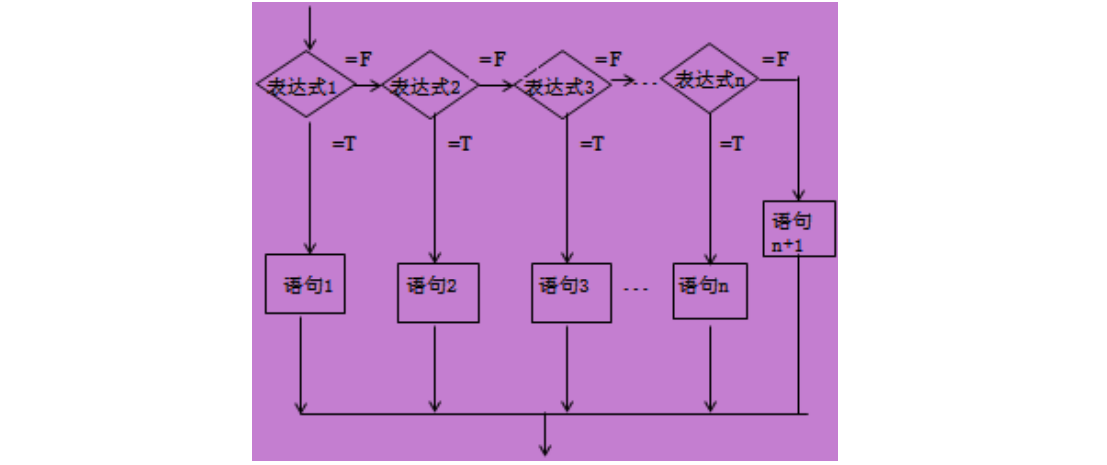 =F
=F
=F
=F
表达式1
表达式2
表达式3
...
表达式n
=T
=T
=T
=T
语句
n+1
语句1
语句2
语句3
...
语句n